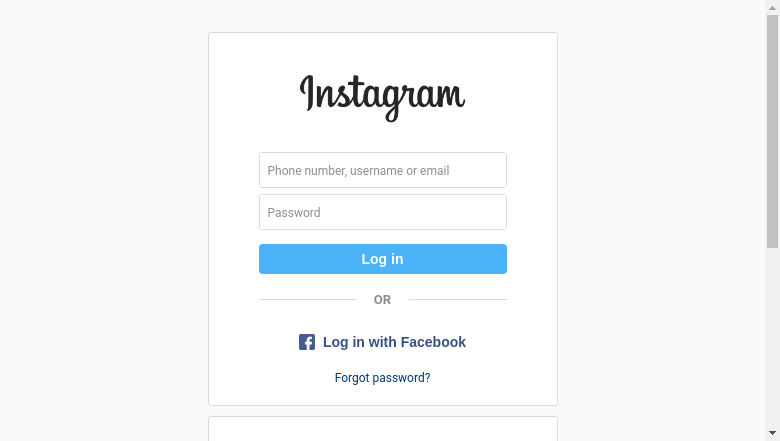 Instagram
Phone number, username or email
Password
Log in
OR
Log in with Facebook
Forgot password?